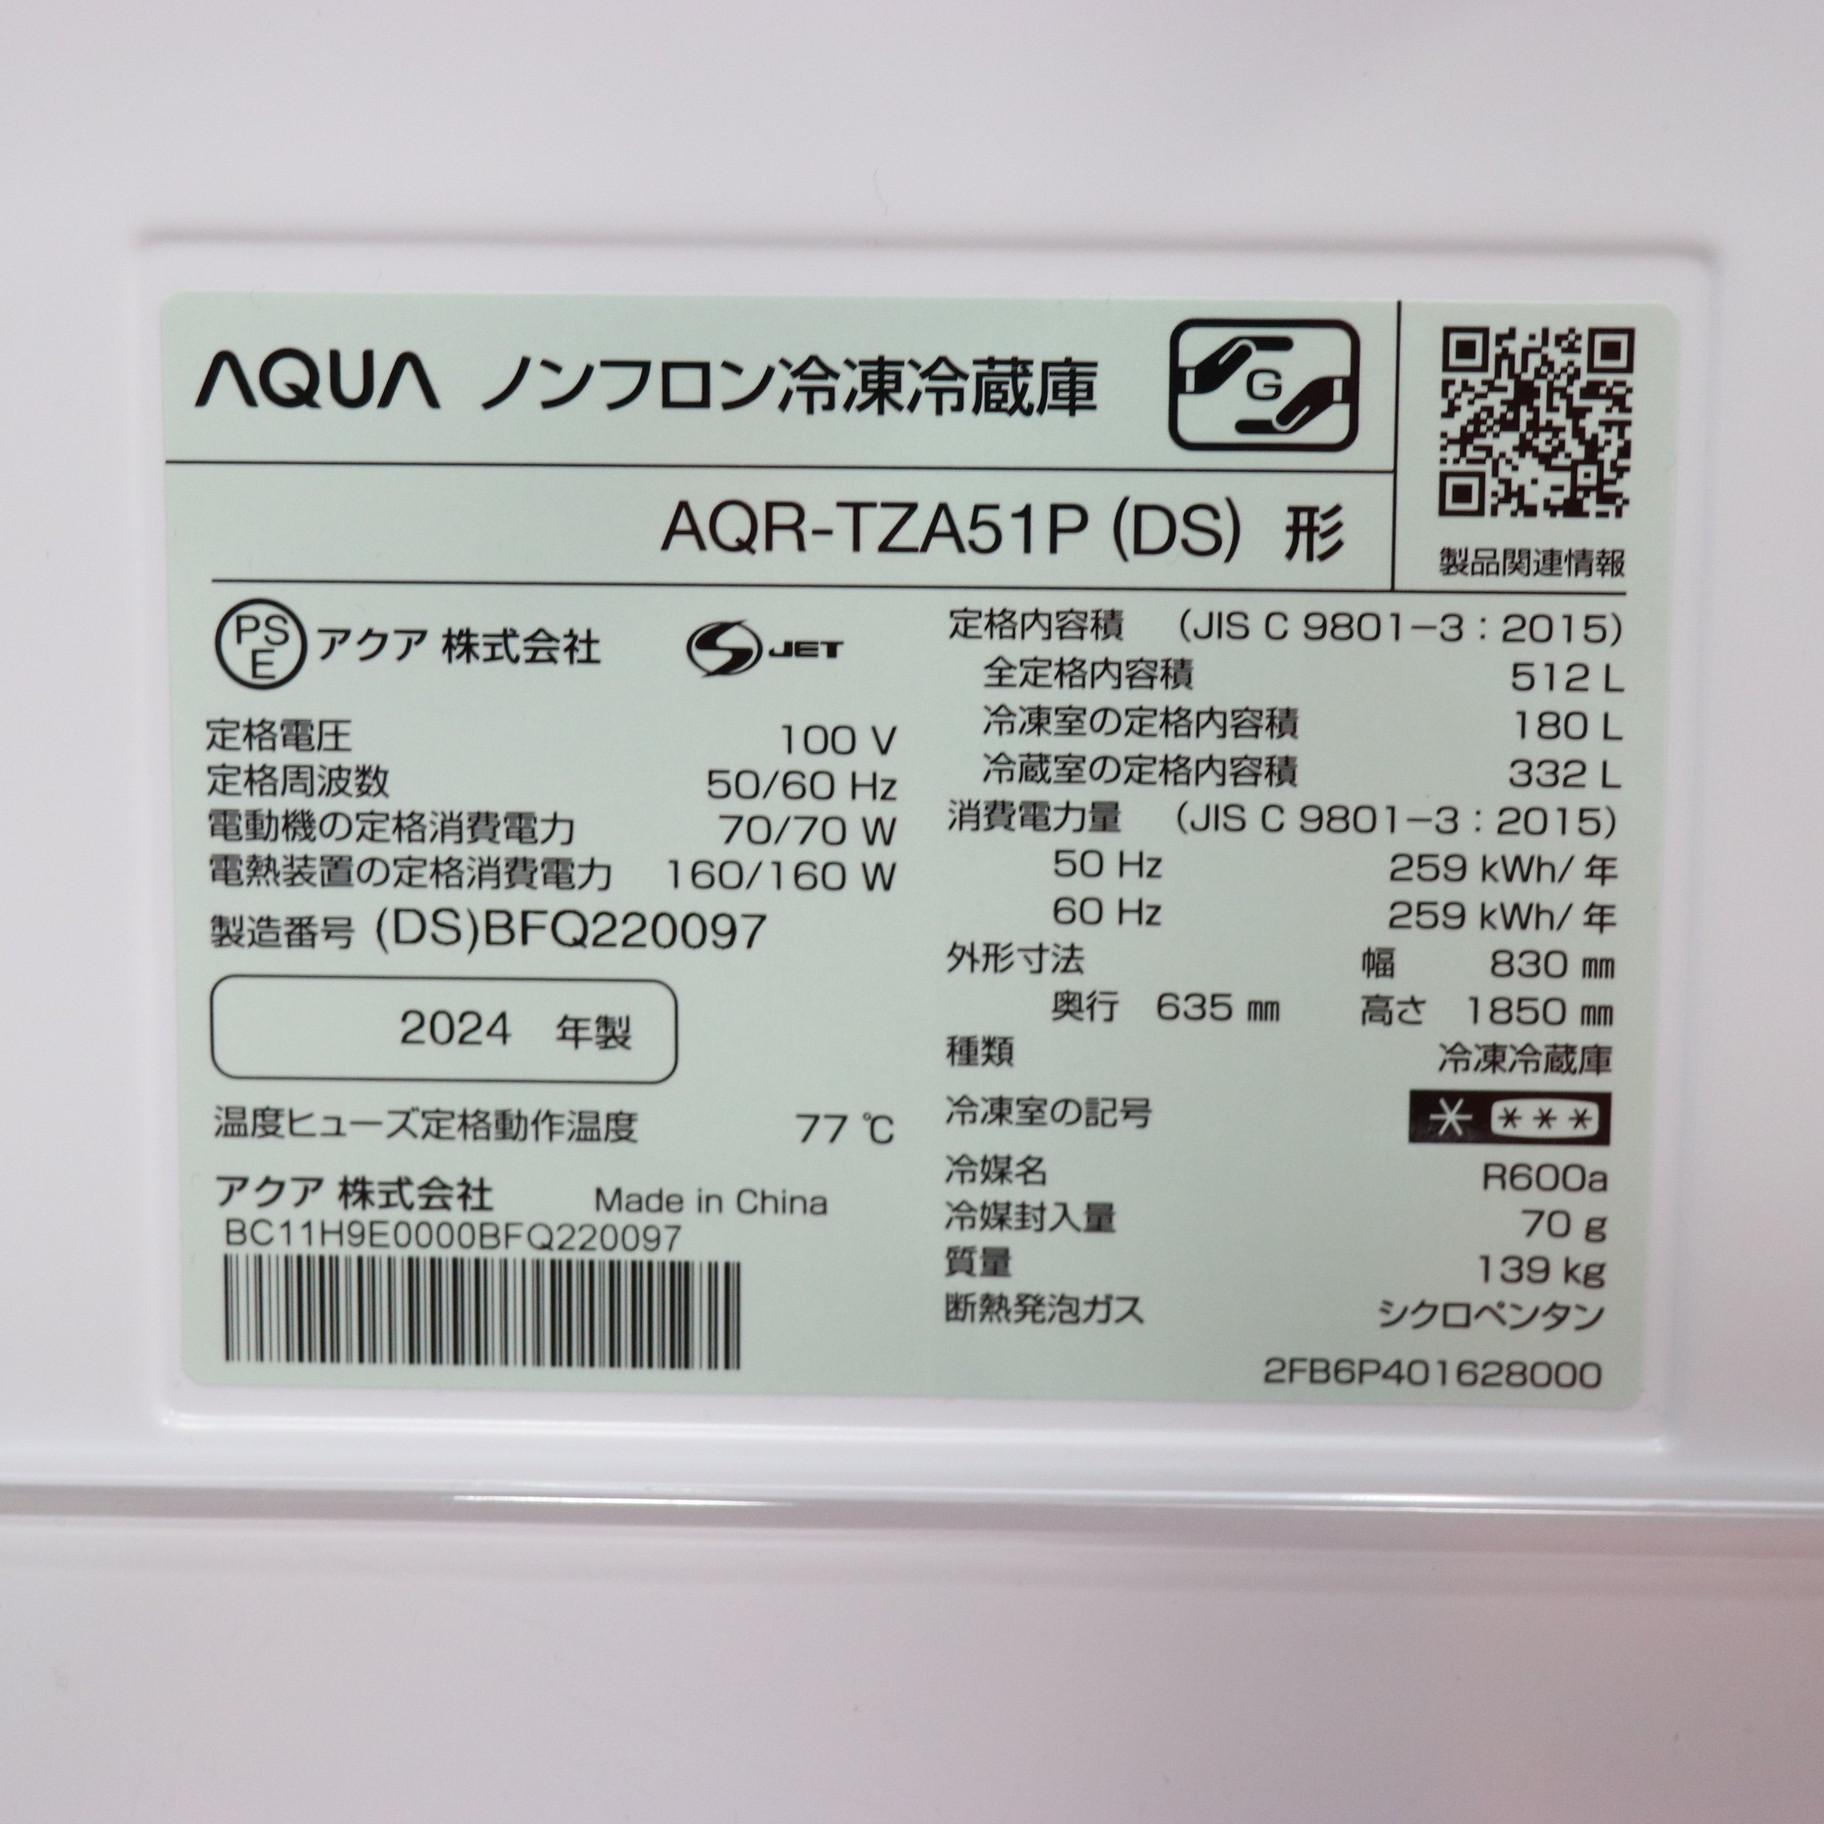 AQUA ノンフロン冷凍冷蔵庫
G
AQR-TZA51P (DS) 形
製品関連情報
PS
E
アクア 株式会社
S JET
定格電圧 100 V
定格周波数 50/60 Hz
電動機の定格消費電力 70/70 W
電熱装置の定格消費電力 160/160 W
製造番号 (DS)BFQ220097
2024 年製
温度ヒューズ定格動作温度 77 ℃
アクア 株式会社 Made in China
BC11H9E0000BFQ220097
定格内容積 (JIS C 9801-3 : 2015)
全定格内容積 512 L
冷凍室の定格内容積 180 L
冷蔵室の定格内容積 332 L
消費電力量 (JIS C 9801-3 : 2015)
50 Hz 259 kWh/ 年
60 Hz 259 kWh/ 年
外形寸法 幅 830 ㎜
奥行 635 ㎜ 高さ 1850 ㎜
種類 冷凍冷蔵庫
冷凍室の記号 * ***
冷媒名 R600a
冷媒封入量 70 g
質量 139 kg
断熱発泡ガス シクロペンタン
2FB6P401628000